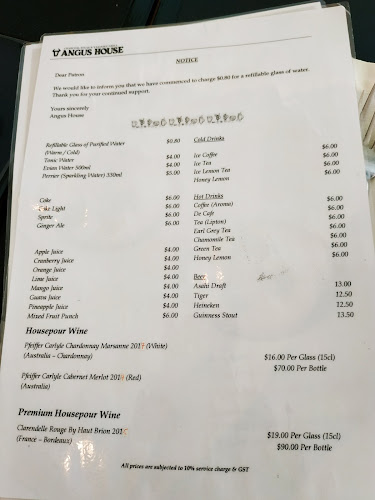 ANGUS HOUSE
NOTICE
Dear Patron
We would like to inform you that we have commenced to charge $0.80 for a refillable glass of water.
Thank you for your continued support.
Yours sincerely
Angus House
Refillable Glass of Purified Water $0.80
(Warm / Cold)
Tonic Water $4.00
Evian Water 500ml $4.00
Perrier (Sparkling Water) 330ml $5.00
Coke $5.00
Coke Light $5.00
Sprite $5.00
Ginger Ale $5.00
Apple Juice $4.00
Cranberry Juice $4.00
Orange Juice $4.00
Lime Juice $4.00
Mango Juice $4.00
Guava Juice $4.00
Pineapple Juice $4.00
Mixed Fruit Punch $6.00
Cold Drinks
Ice Coffee $6.00
Ice Tea $6.00
Ice Lemon Tea $6.00
Honey Lemon $6.00
Hot Drinks
Coffee (Aroma) $6.00
De Cafe $6.00
Tea (Lipton) $6.00
Earl Grey Tea $6.00
Chamomile Tea $6.00
Green Tea $6.00
Honey Lemon $6.00
Beer
Asahi Draft 13.00
Tiger 12.50
Heineken 12.50
Guinness Stout 13.50
Housepour Wine
Pfeiffer Carlyle Chardonnay Marsanne (White)
(Australia – Chardonnay) $16.00 Per Glass (15cl)
$70.00 Per Bottle
Pfeiffer Carlyle Cabernet Merlot (Red)
(Australia)
Premium Housepour Wine
Clarendelle Rouge By Haut Brion
(France – Bordeaux) $19.00 Per Glass (15cl)
$90.00 Per Bottle
All prices are subjected to 10% service charge & GST